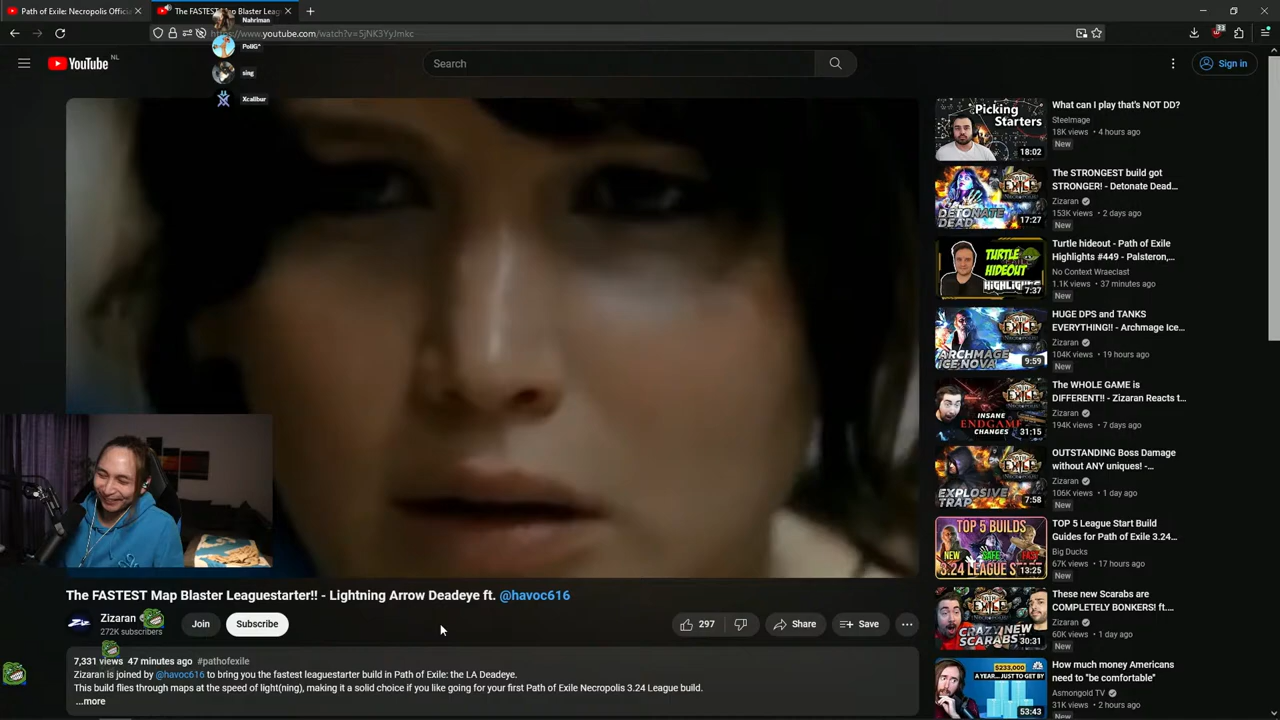 Path of Exile: Necropolis Officia
The FASTEST Map Blaster Leag
Nahriman
PollG*
sing
Xcalibur
https://www.youtube.com/watch?v=5jNK3YyJmkc
33
YouTube NL
Search
Sign in
The FASTEST Map Blaster Leaguestarter!! - Lightning Arrow Deadeye ft. @havoc616
Zizaran
272K subscribers
Join
Subscribe
297
Share
Save
7,331 views 47 minutes ago #pathofexile
Zizaran is joined by @havoc616 to bring you the fastest leaguestarter build in Path of Exile: the LA Deadeye.
This build flies through maps at the speed of light(ning), making it a solid choice if you like going for your first Path of Exile Necropolis 3.24 League build.
...more
Picking
Starters
18:02
What can I play that's NOT DD?
SteeImage
18K views • 4 hours ago
New
DETONATE
DEAD
17:27
The STRONGEST build got
STRONGER! - Detonate Dead...
Zizaran
153K views • 2 days ago
New
TURTLE
HIDEOUT
HIGHLIGHTS
7:37
Turtle hideout - Path of Exile
Highlights #449 - Palsteron,...
No Context Wraeclast
1.1K views • 37 minutes ago
New
ARCHMAGE
ICE NOVA
9:59
HUGE DPS and TANKS
EVERYTHING!! - Archmage Ice...
Zizaran
104K views • 19 hours ago
New
INSANE
ENDGAME
CHANGES
31:15
The WHOLE GAME is
DIFFERENT!! - Zizaran Reacts t...
Zizaran
194K views • 7 days ago
EXPLOSIVE
TRAP
7:58
OUTSTANDING Boss Damage
without ANY uniques! -...
Zizaran
106K views • 1 day ago
New
TOP 5 BUILDS
NEW
SAFE
FAST
3.24 LEAGUE S
13:25
TOP 5 League Start Build
Guides for Path of Exile 3.24...
Big Ducks
67K views • 17 hours ago
New
CRAZY NEW
SCARABS
30:31
These new Scarabs are
COMPLETELY BONKERS! ft....
Zizaran
60K views • 1 day ago
New
$233,000
A YEAR... JUST TO GET BY
53:43
How much money Americans
need to "be comfortable"
Asmongold TV
411K views • 2 hours ago
New